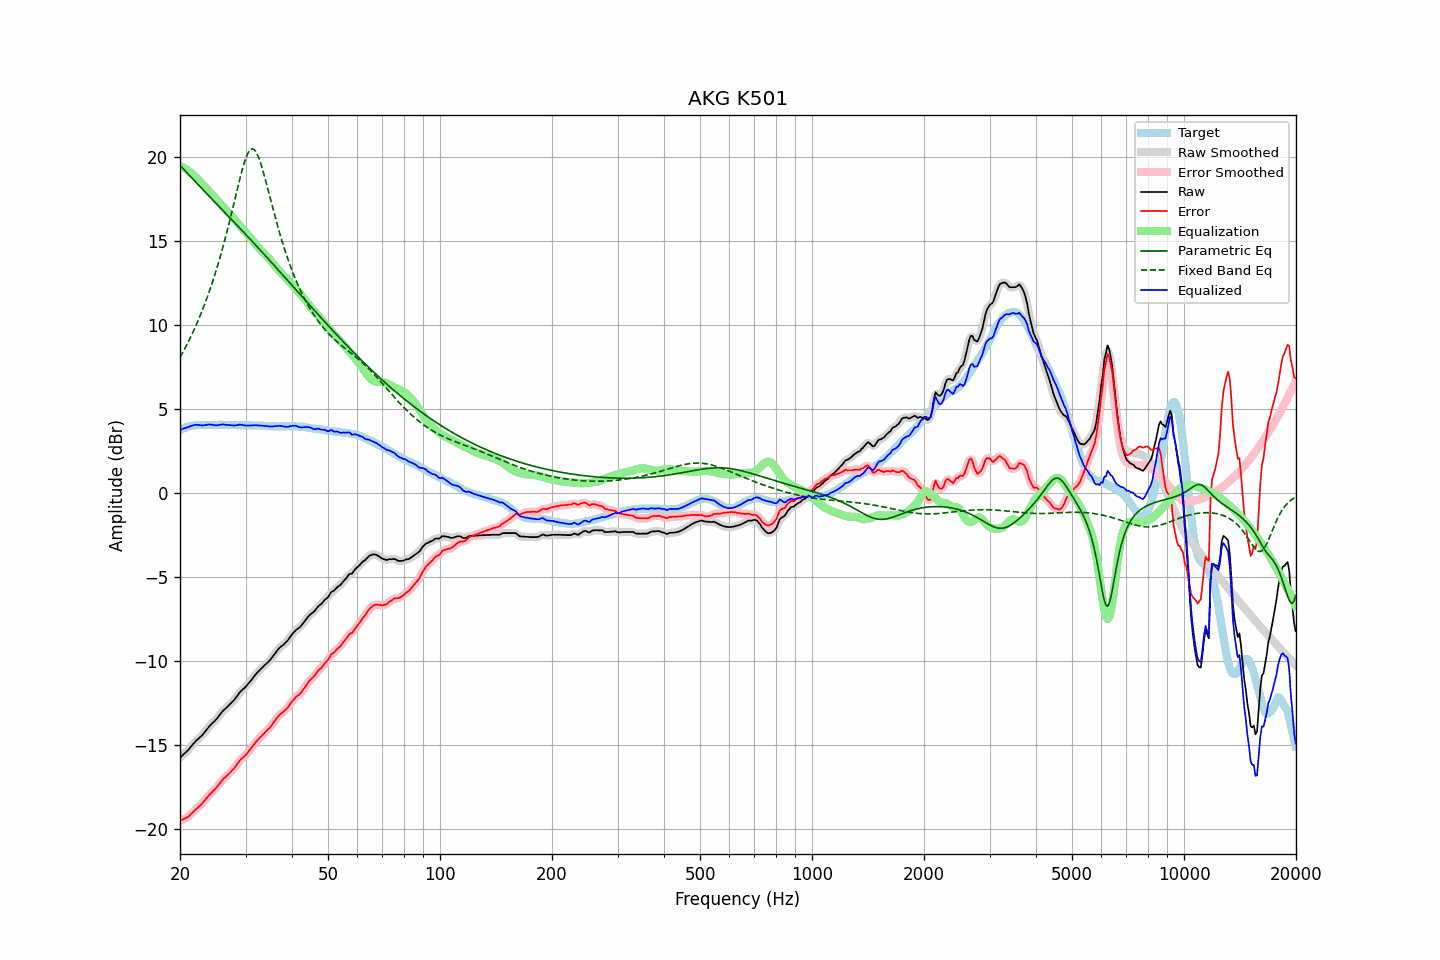 AKG K501
Amplitude (dBr)
20
15
10
5
0
−5
−10
−15
−20
Target
Raw Smoothed
Error Smoothed
Raw
Error
Equalization
Parametric Eq
Fixed Band Eq
Equalized
20 50 100 200 500 1000 2000 5000 10000 20000
Frequency (Hz)